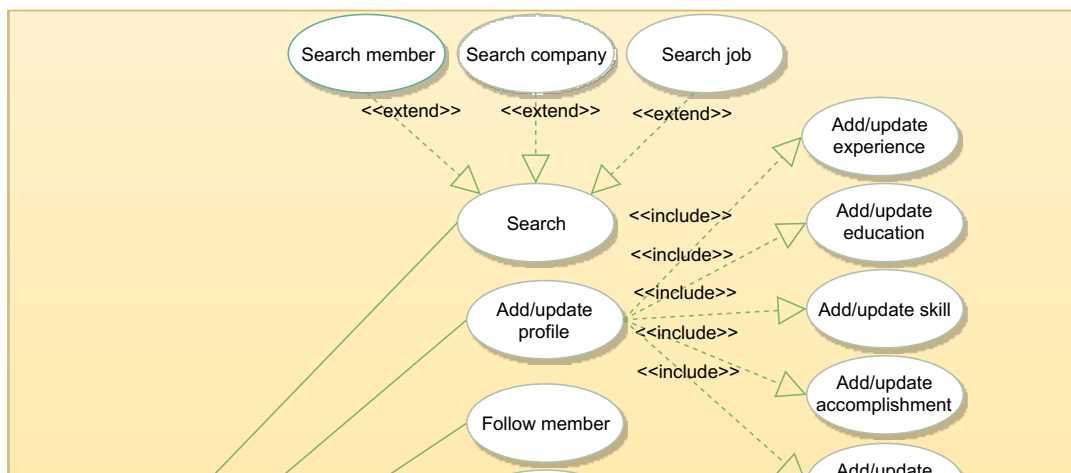 Search member
Search company
Search job
<<extend>>
<<extend>>
<<extend>>
Add/update
experience
Search
<<include>>
Add/update
education
<<include>>
Add/update
profile
<<include>>
Add/update skill
<<include>>
<<include>>
Add/update
accomplishment
Follow member
Add/update